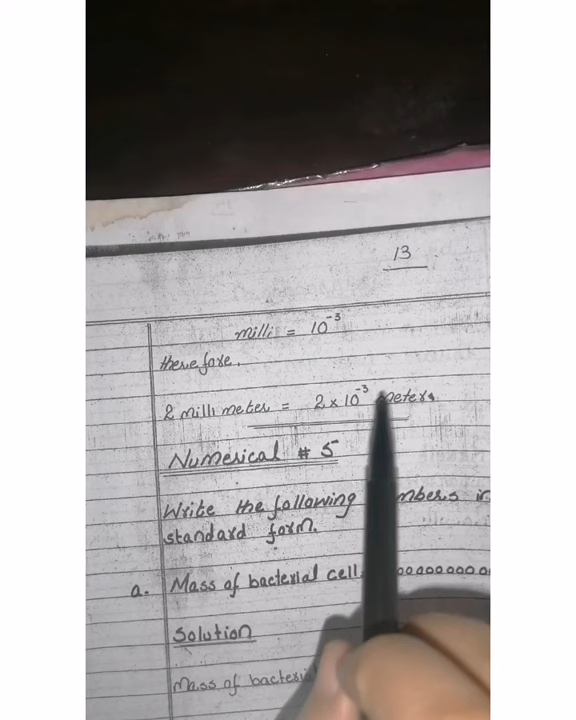 13
milli = 10⁻³
therefore.
2 milli meter = 2 x 10⁻³ meters
Numerical # 5
Write the following in
standard form.
a. Mass of bacterial cell
Solution
Mass of